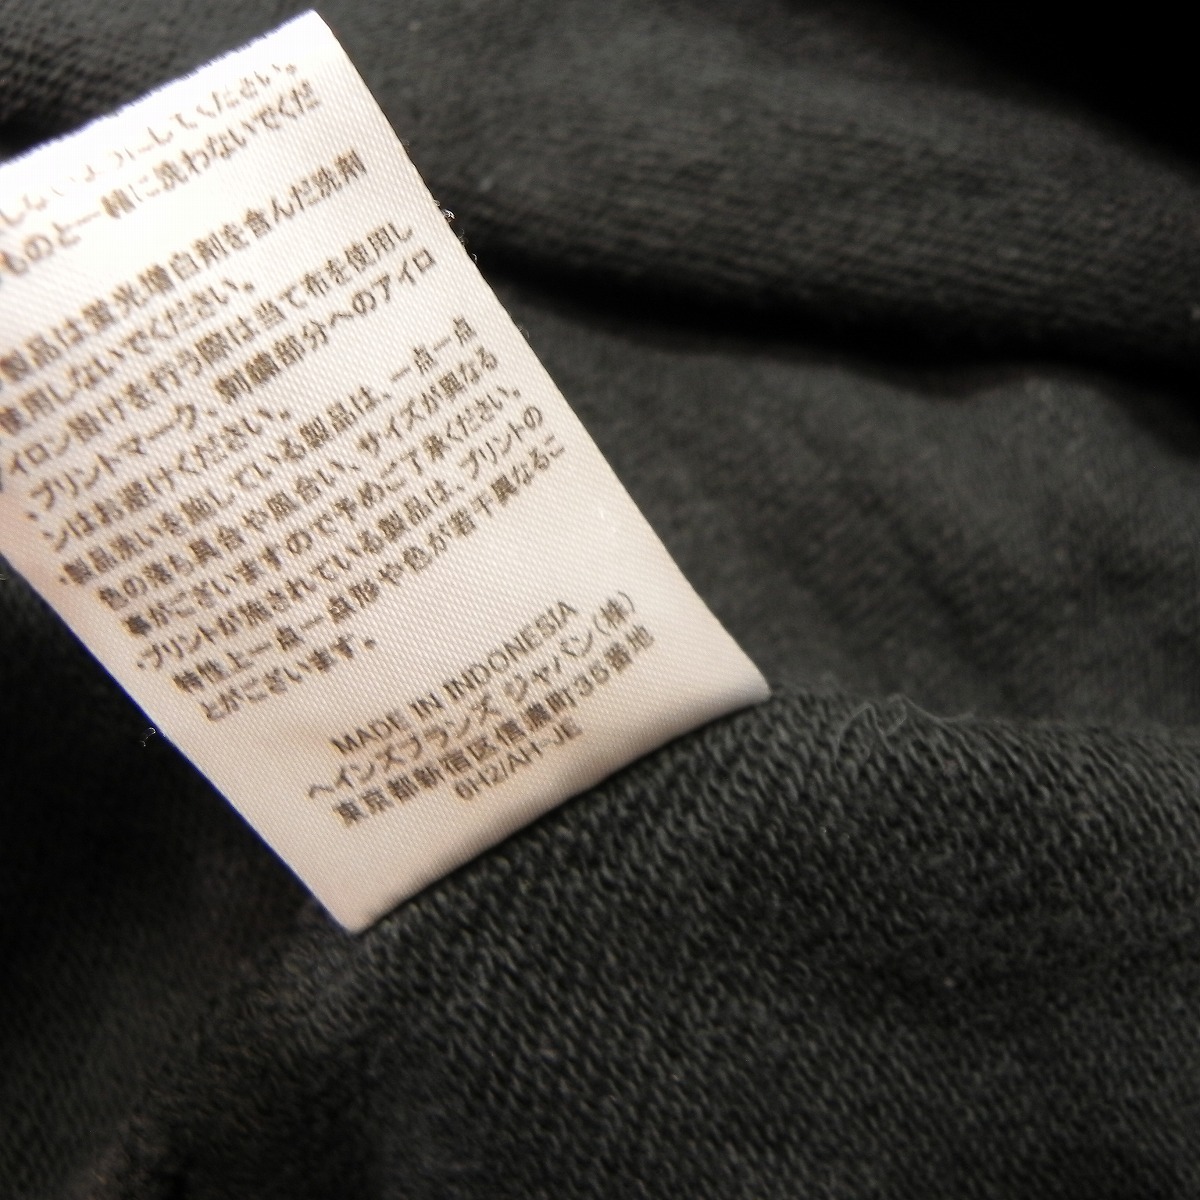 してください。
ものと一緒に洗わないでくだ
製品は蛍光増白剤を含んだ洗剤
使用しないでください。
アイロン掛けを行う際は当て布を使用し
・プリントマーク、刺繍部分へのアイロ
ンはお避けください。
・製品洗いを施している製品は、一点一点
色の落ち具合や風合い、サイズが異なる
事がございますので予めご了承ください。
・プリントが施されている製品は、プリントの
特性上一点一点形や色が若干異なるこ
とがございます。
MADE IN INDONESIA
ヘインズブランズ ジャパン(株)
東京都新宿区信濃町35番地
6112/AH-JE